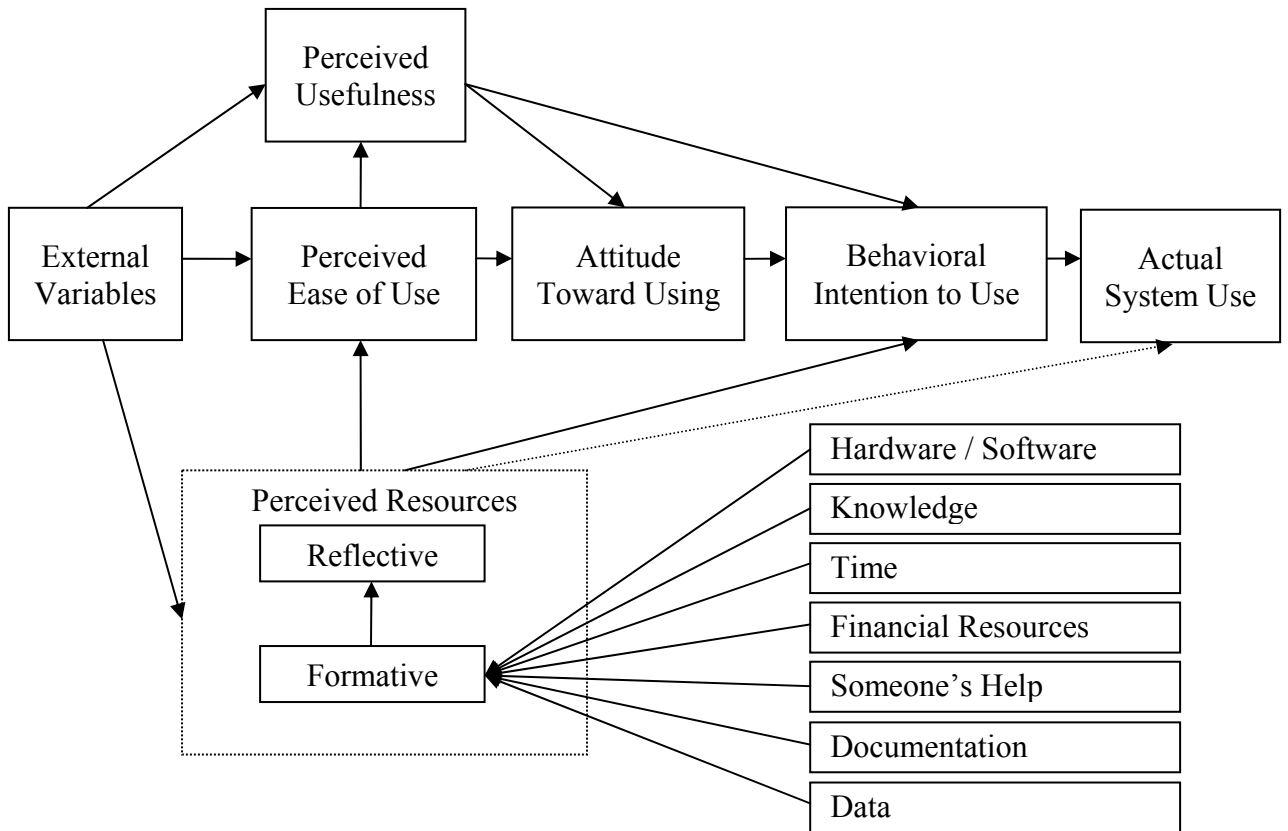 Perceived
Usefulness
External
Variables
Perceived
Ease of Use
Attitude
Toward Using
Behavioral
Intention to Use
Actual
System Use
Perceived Resources
Reflective
Formative
Hardware / Software
Knowledge
Time
Financial Resources
Someone’s Help
Documentation
Data